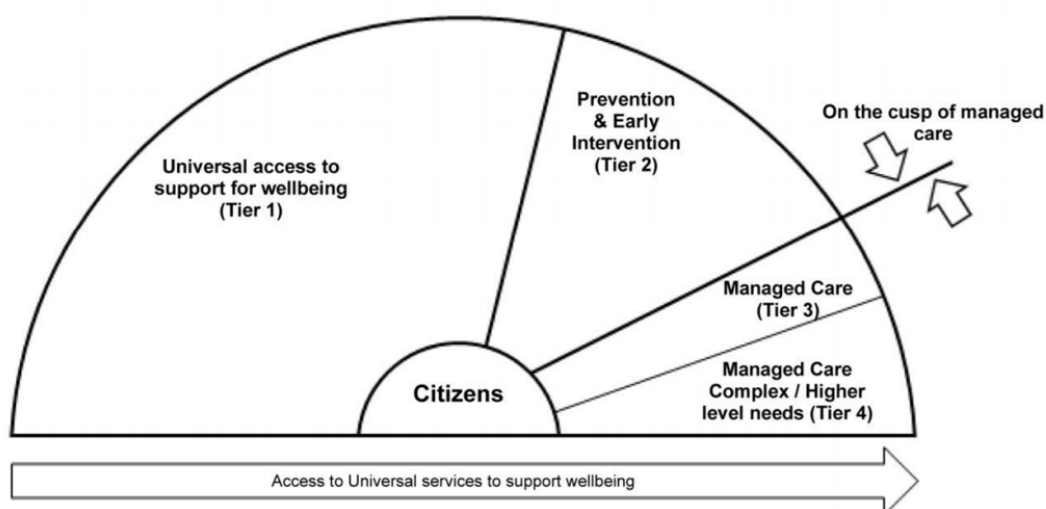 Universal access to
support for wellbeing
(Tier 1)
Prevention
& Early
Intervention
(Tier 2)
On the cusp of managed
care
Managed Care
(Tier 3)
Managed Care
Complex / Higher
level needs (Tier 4)
Citizens
Access to Universal services to support wellbeing